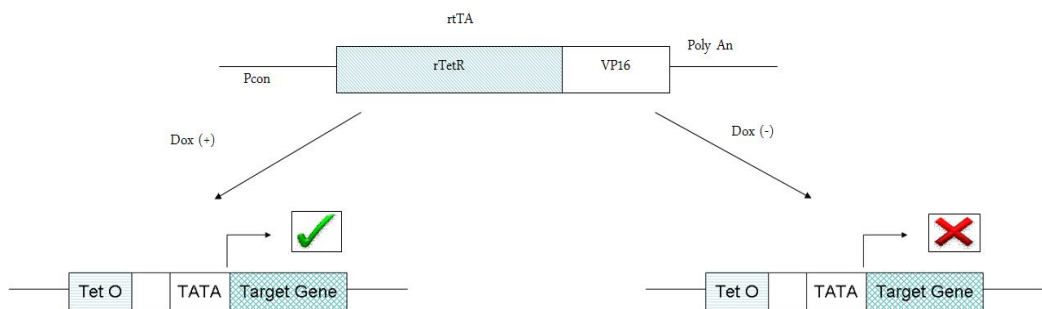 rtTA
Poly An
Pcon
rTetR
VP16
Dox (+)
Dox (-)
Tet O
TATA
Target Gene
Tet O
TATA
Target Gene